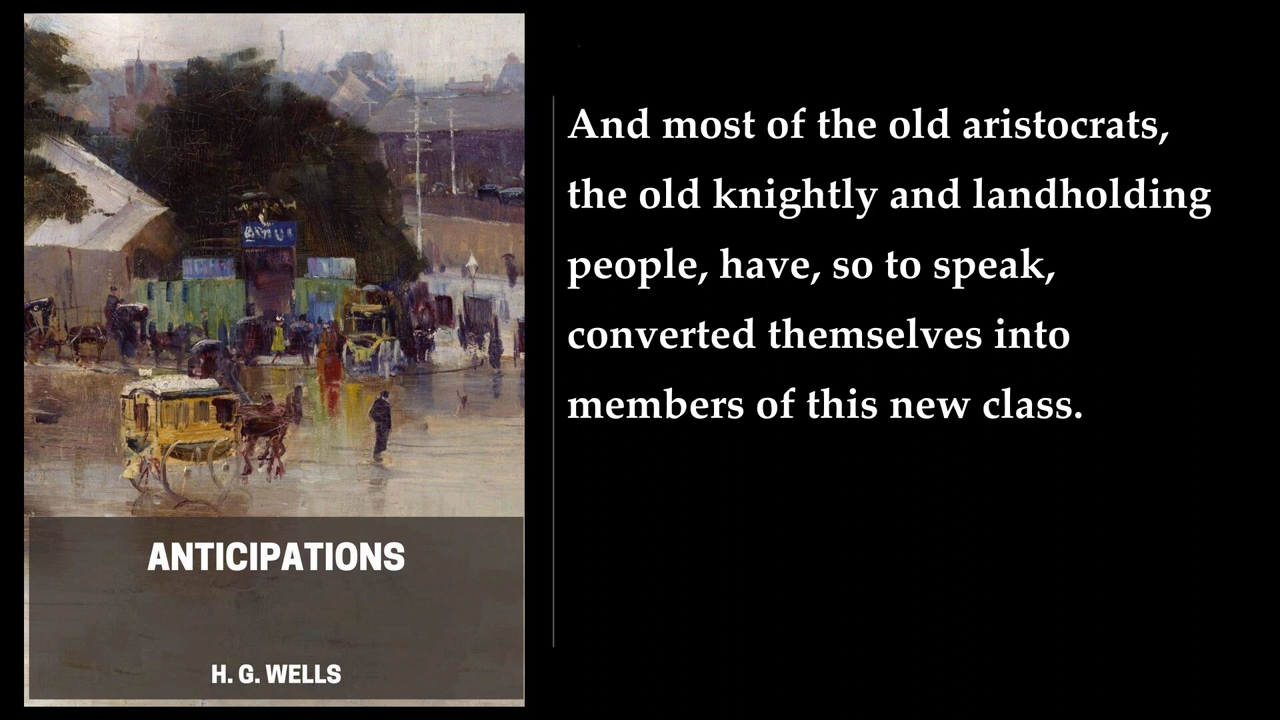 And most of the old aristocrats,
the old knightly and landholding
people, have, so to speak,
converted themselves into
members of this new class.
ANTICIPATIONS
H. G. WELLS